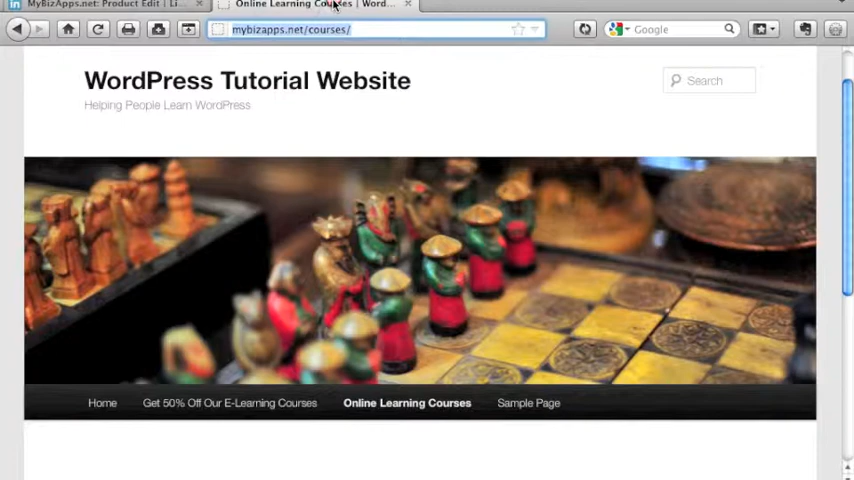 MyBizApps.net: Product Edit | Li...
Online Learning Courses | Word...
mybizapps.net/courses/
Google
WordPress Tutorial Website
Search
Helping People Learn WordPress
Home Get 50% Off Our E-Learning Courses Online Learning Courses Sample Page